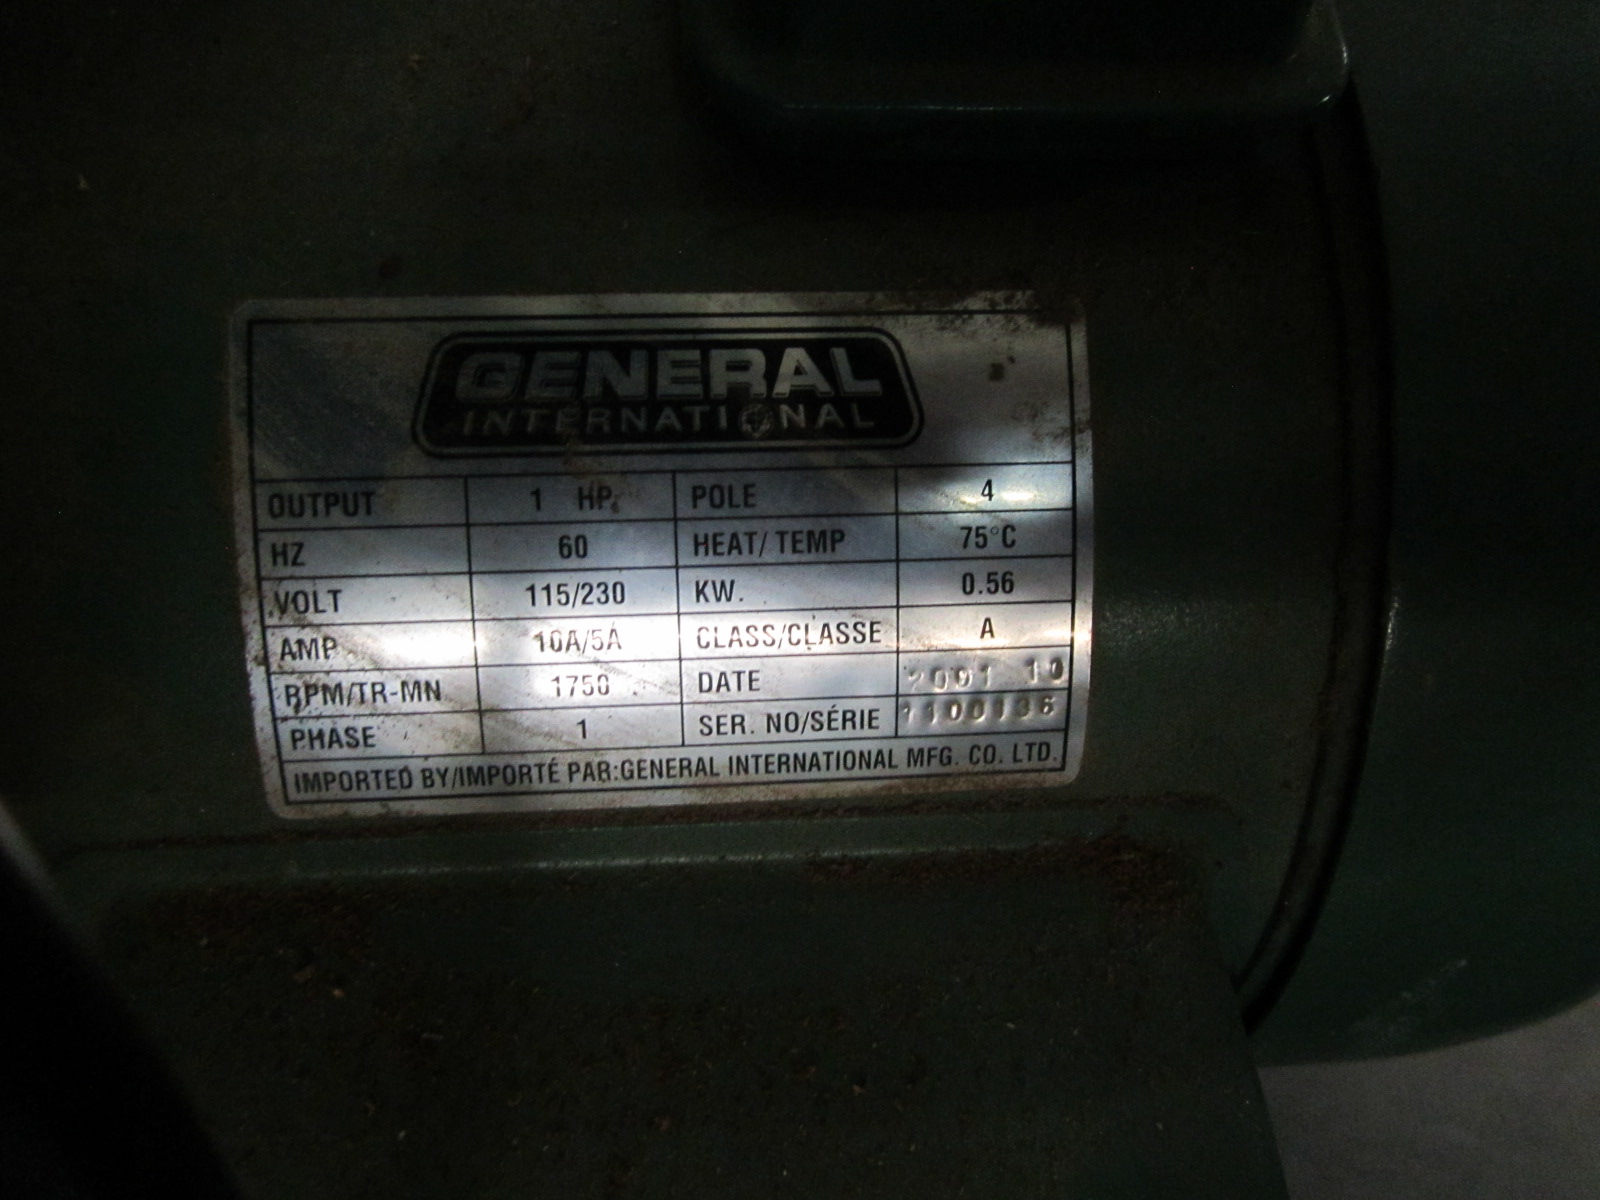 GENERAL
INTERNATIONAL
OUTPUT 1 HP. POLE 4
HZ 60 HEAT/TEMP 75°C
VOLT 115/230 KW. 0.56
AMP 10A/5A CLASS/CLASSE A
RPM/TR-MN 1750 DATE 10
PHASE 1 SER. NO/SÉRIE
IMPORTED BY/IMPORTÉ PAR:GENERAL INTERNATIONAL MFG. CO. LTD.